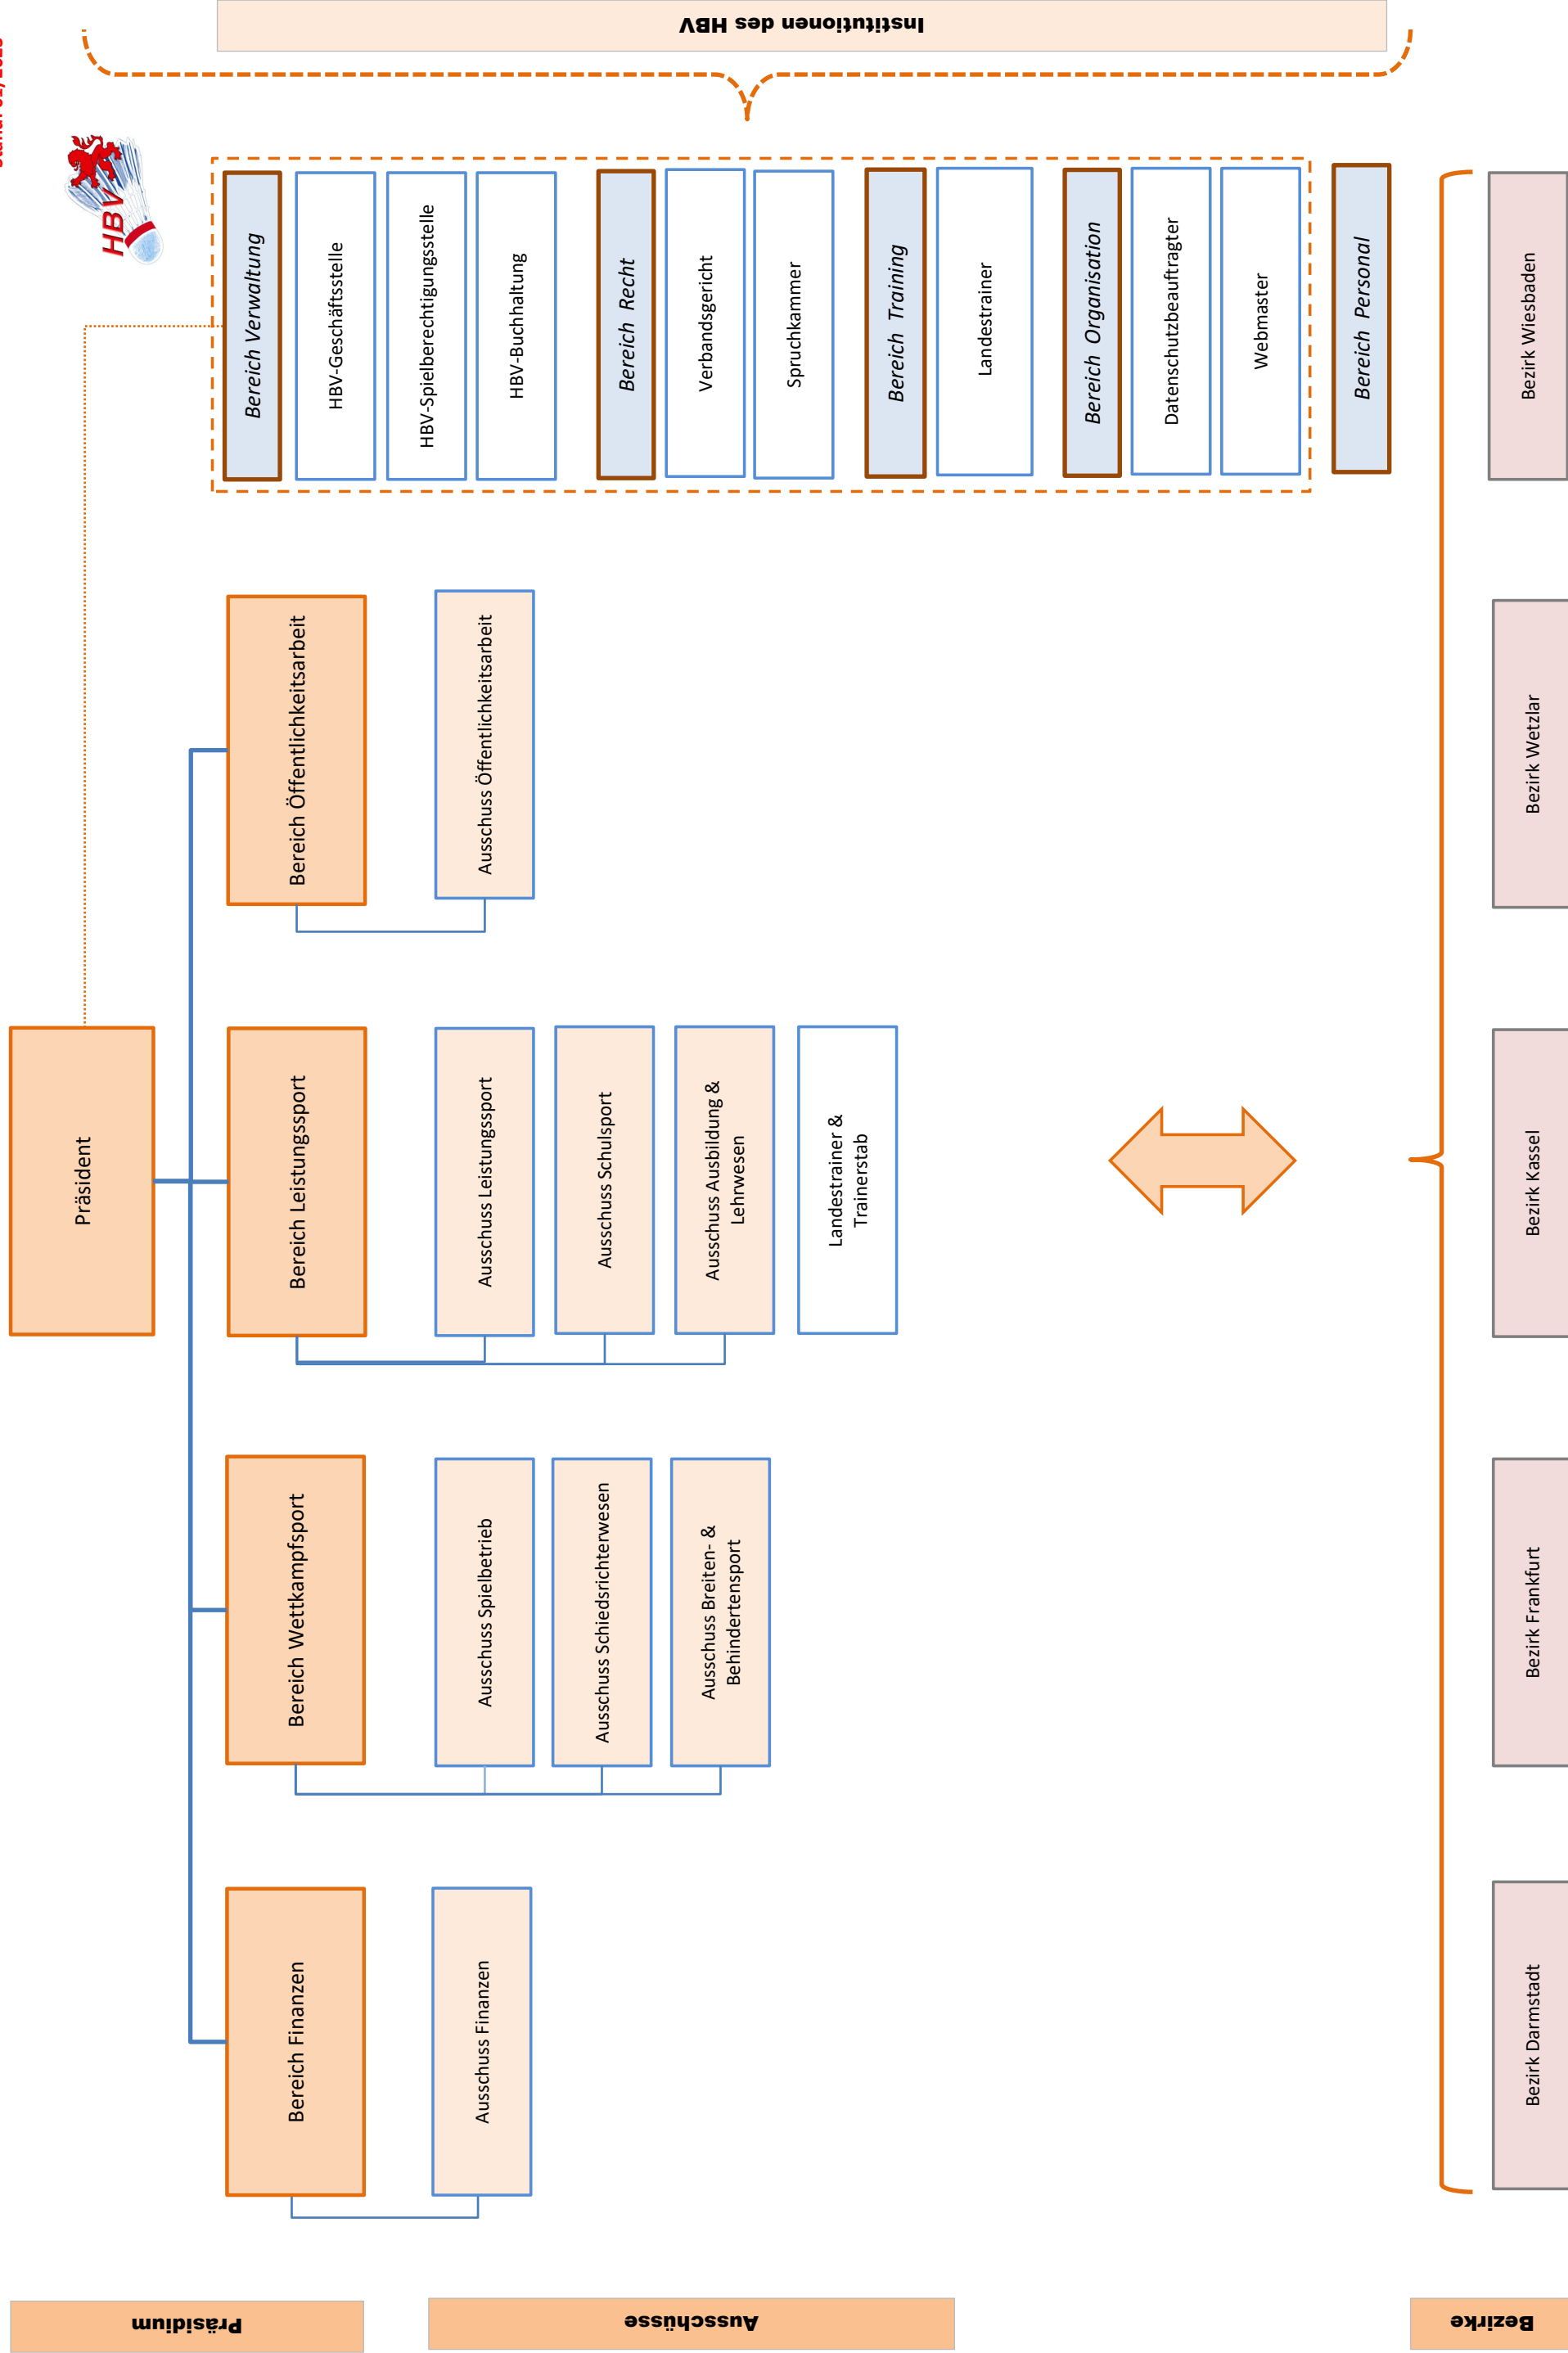 HBV
Institutionen des HBV
Präsidium
Präsident
Bereich Finanzen
Bereich Wettkampfsport
Bereich Leistungssport
Bereich Öffentlichkeitsarbeit
Ausschüsse
Ausschuss Finanzen
Ausschuss Spielbetrieb
Ausschuss Schiedsrichterwesen
Ausschuss Breiten- &
Behindertensport
Ausschuss Leistungssport
Ausschuss Schulsport
Ausschuss Ausbildung &
Lehrwesen
Landestrainer &
Trainerstab
Ausschuss Öffentlichkeitsarbeit
Bereich Verwaltung
HBV-Geschäftsstelle
HBV-Spielberechtigungsstelle
HBV-Buchhaltung
Bereich Recht
Verbandsgericht
Spruchkammer
Bereich Training
Landestrainer
Bereich Organisation
Datenschutzbeauftragter
Webmaster
Bereich Personal
Bezirke
Bezirk Darmstadt
Bezirk Frankfurt
Bezirk Kassel
Bezirk Wetzlar
Bezirk Wiesbaden